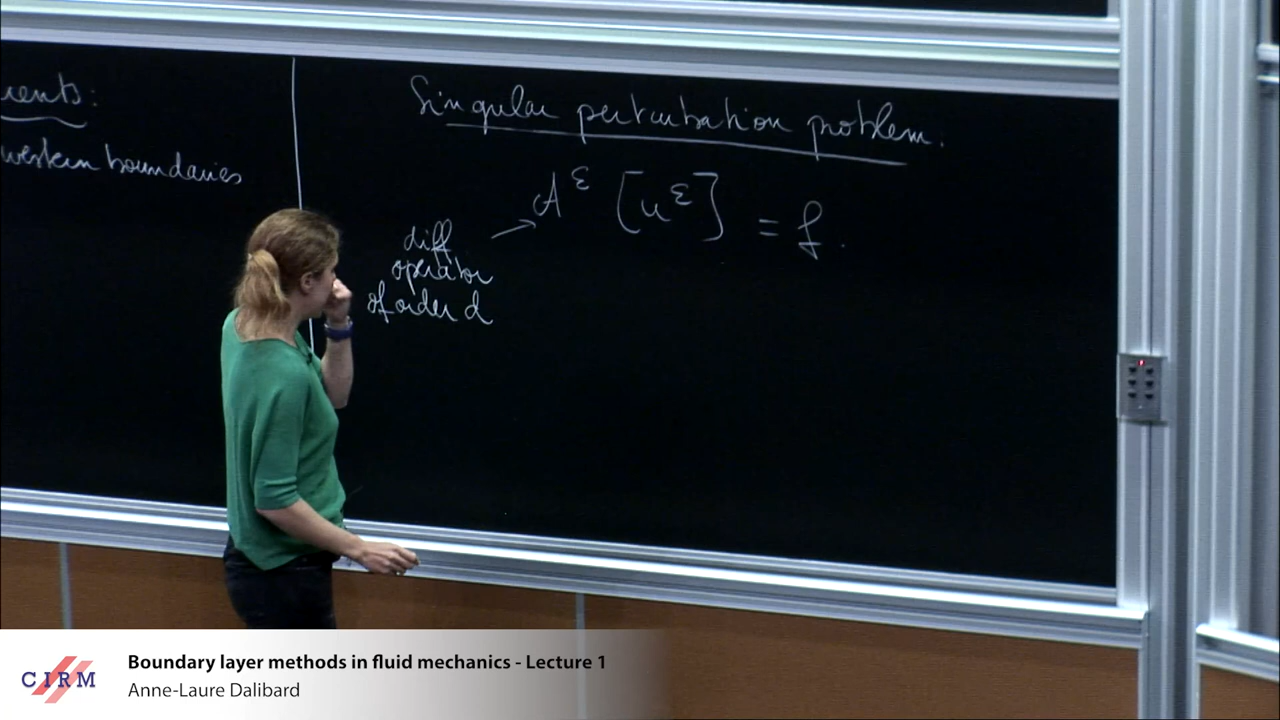 western boundaries
Singular perturbation problem.
A^ε [u^ε] = f.
diff
operator
of order d
CIRM
Boundary layer methods in fluid mechanics - Lecture 1
Anne-Laure Dalibard